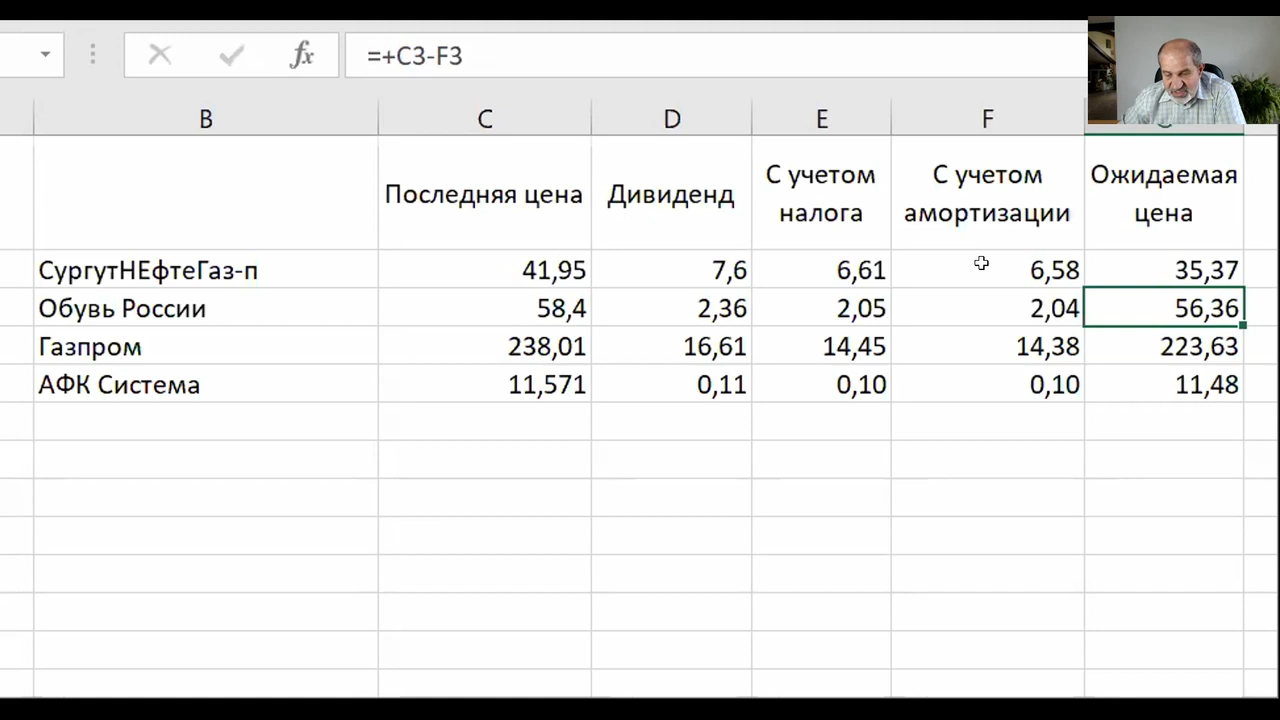 fx =+C3-F3
B C D E F
Последняя цена Дивиденд С учетом налога С учетом амортизации Ожидаемая цена
СургутНЕфтеГаз-п 41,95 7,6 6,61 6,58 35,37
Обувь России 58,4 2,36 2,05 2,04 56,36
Газпром 238,01 16,61 14,45 14,38 223,63
АФК Система 11,571 0,11 0,10 0,10 11,48